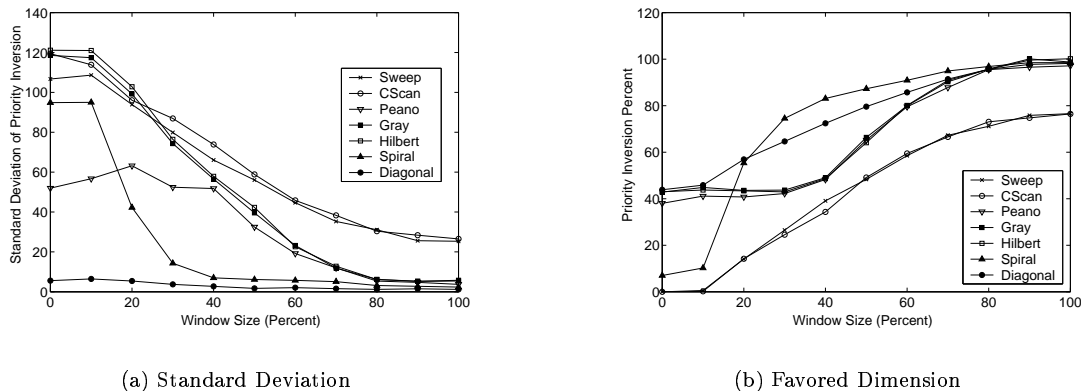 Standard Deviation of Priority Inversion
140
120
100
80
60
40
20
0
0 20 40 60 80 100
Window Size (Percent)
Sweep
CScan
Peano
Gray
Hilbert
Spiral
Diagonal
(a) Standard Deviation
Priority Inversion Percent
120
100
80
60
40
20
0
0 20 40 60 80 100
Window Size (Percent)
Sweep
CScan
Peano
Gray
Hilbert
Spiral
Diagonal
(b) Favored Dimension